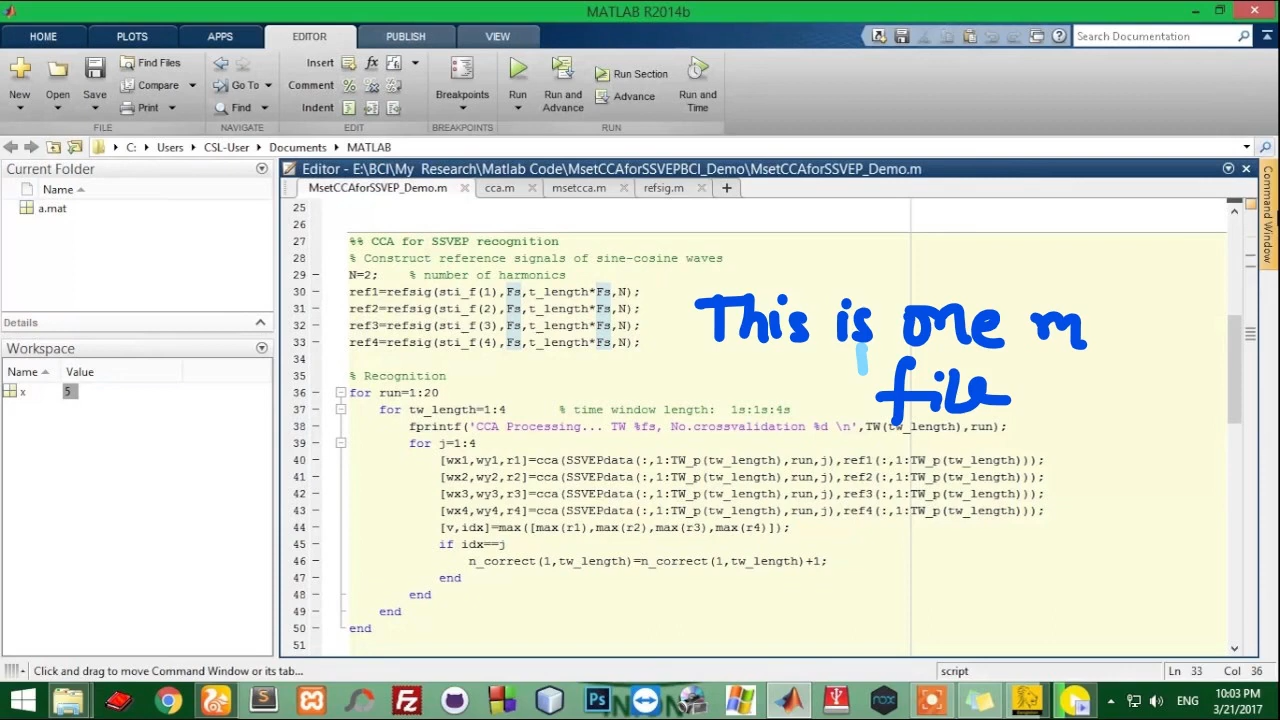 MATLAB R2014b
HOME PLOTS APPS EDITOR PUBLISH VIEW
Search Documentation
New Open Save
Find Files
Compare
Print
Go To
Find
Insert
Comment
Indent
Breakpoints
Run
Run and Advance
Run Section
Advance
Run and Time
FILE NAVIGATE EDIT BREAKPOINTS RUN
C: Users CSL-User Documents MATLAB
Current Folder
Name
a.mat
Details
Workspace
Name Value
x 5
Editor - E:\BCI\My Research\Matlab Code\MsetCCAforSSVEPBCI_Demo\MsetCCAforSSVEP_Demo.m
MsetCCAforSSVEP_Demo.m cca.m msetcca.m refsig.m
Command Window
25
26
27 %% CCA for SSVEP recognition
28 % Construct reference signals of sine-cosine waves
29 N=2; % number of harmonics
30 ref1=refsig(sti_f(1),Fs,t_length*Fs,N);
31 ref2=refsig(sti_f(2),Fs,t_length*Fs,N);
32 ref3=refsig(sti_f(3),Fs,t_length*Fs,N);
33 ref4=refsig(sti_f(4),Fs,t_length*Fs,N);
34
35 % Recognition
36 for run=1:20
37 for tw_length=1:4 % time window length: 1s:1s:4s
38 fprintf('CCA Processing... TW %fs, No.crossvalidation %d \n',TW(tw_length),run);
39 for j=1:4
40 [wx1,wy1,r1]=cca(SSVEPdata(:,1:TW_p(tw_length),run,j),ref1(:,1:TW_p(tw_length)));
41 [wx2,wy2,r2]=cca(SSVEPdata(:,1:TW_p(tw_length),run,j),ref2(:,1:TW_p(tw_length)));
42 [wx3,wy3,r3]=cca(SSVEPdata(:,1:TW_p(tw_length),run,j),ref3(:,1:TW_p(tw_length)));
43 [wx4,wy4,r4]=cca(SSVEPdata(:,1:TW_p(tw_length),run,j),ref4(:,1:TW_p(tw_length)));
44 [v,idx]=max([max(r1),max(r2),max(r3),max(r4)]);
45 if idx==j
46 n_correct(1,tw_length)=n_correct(1,tw_length)+1;
47 end
48 end
49 end
50 end
51
This is one m
file
Click and drag to move Command Window or its tab...
script
Ln 33 Col 36
ENG
10:03 PM
3/21/2017